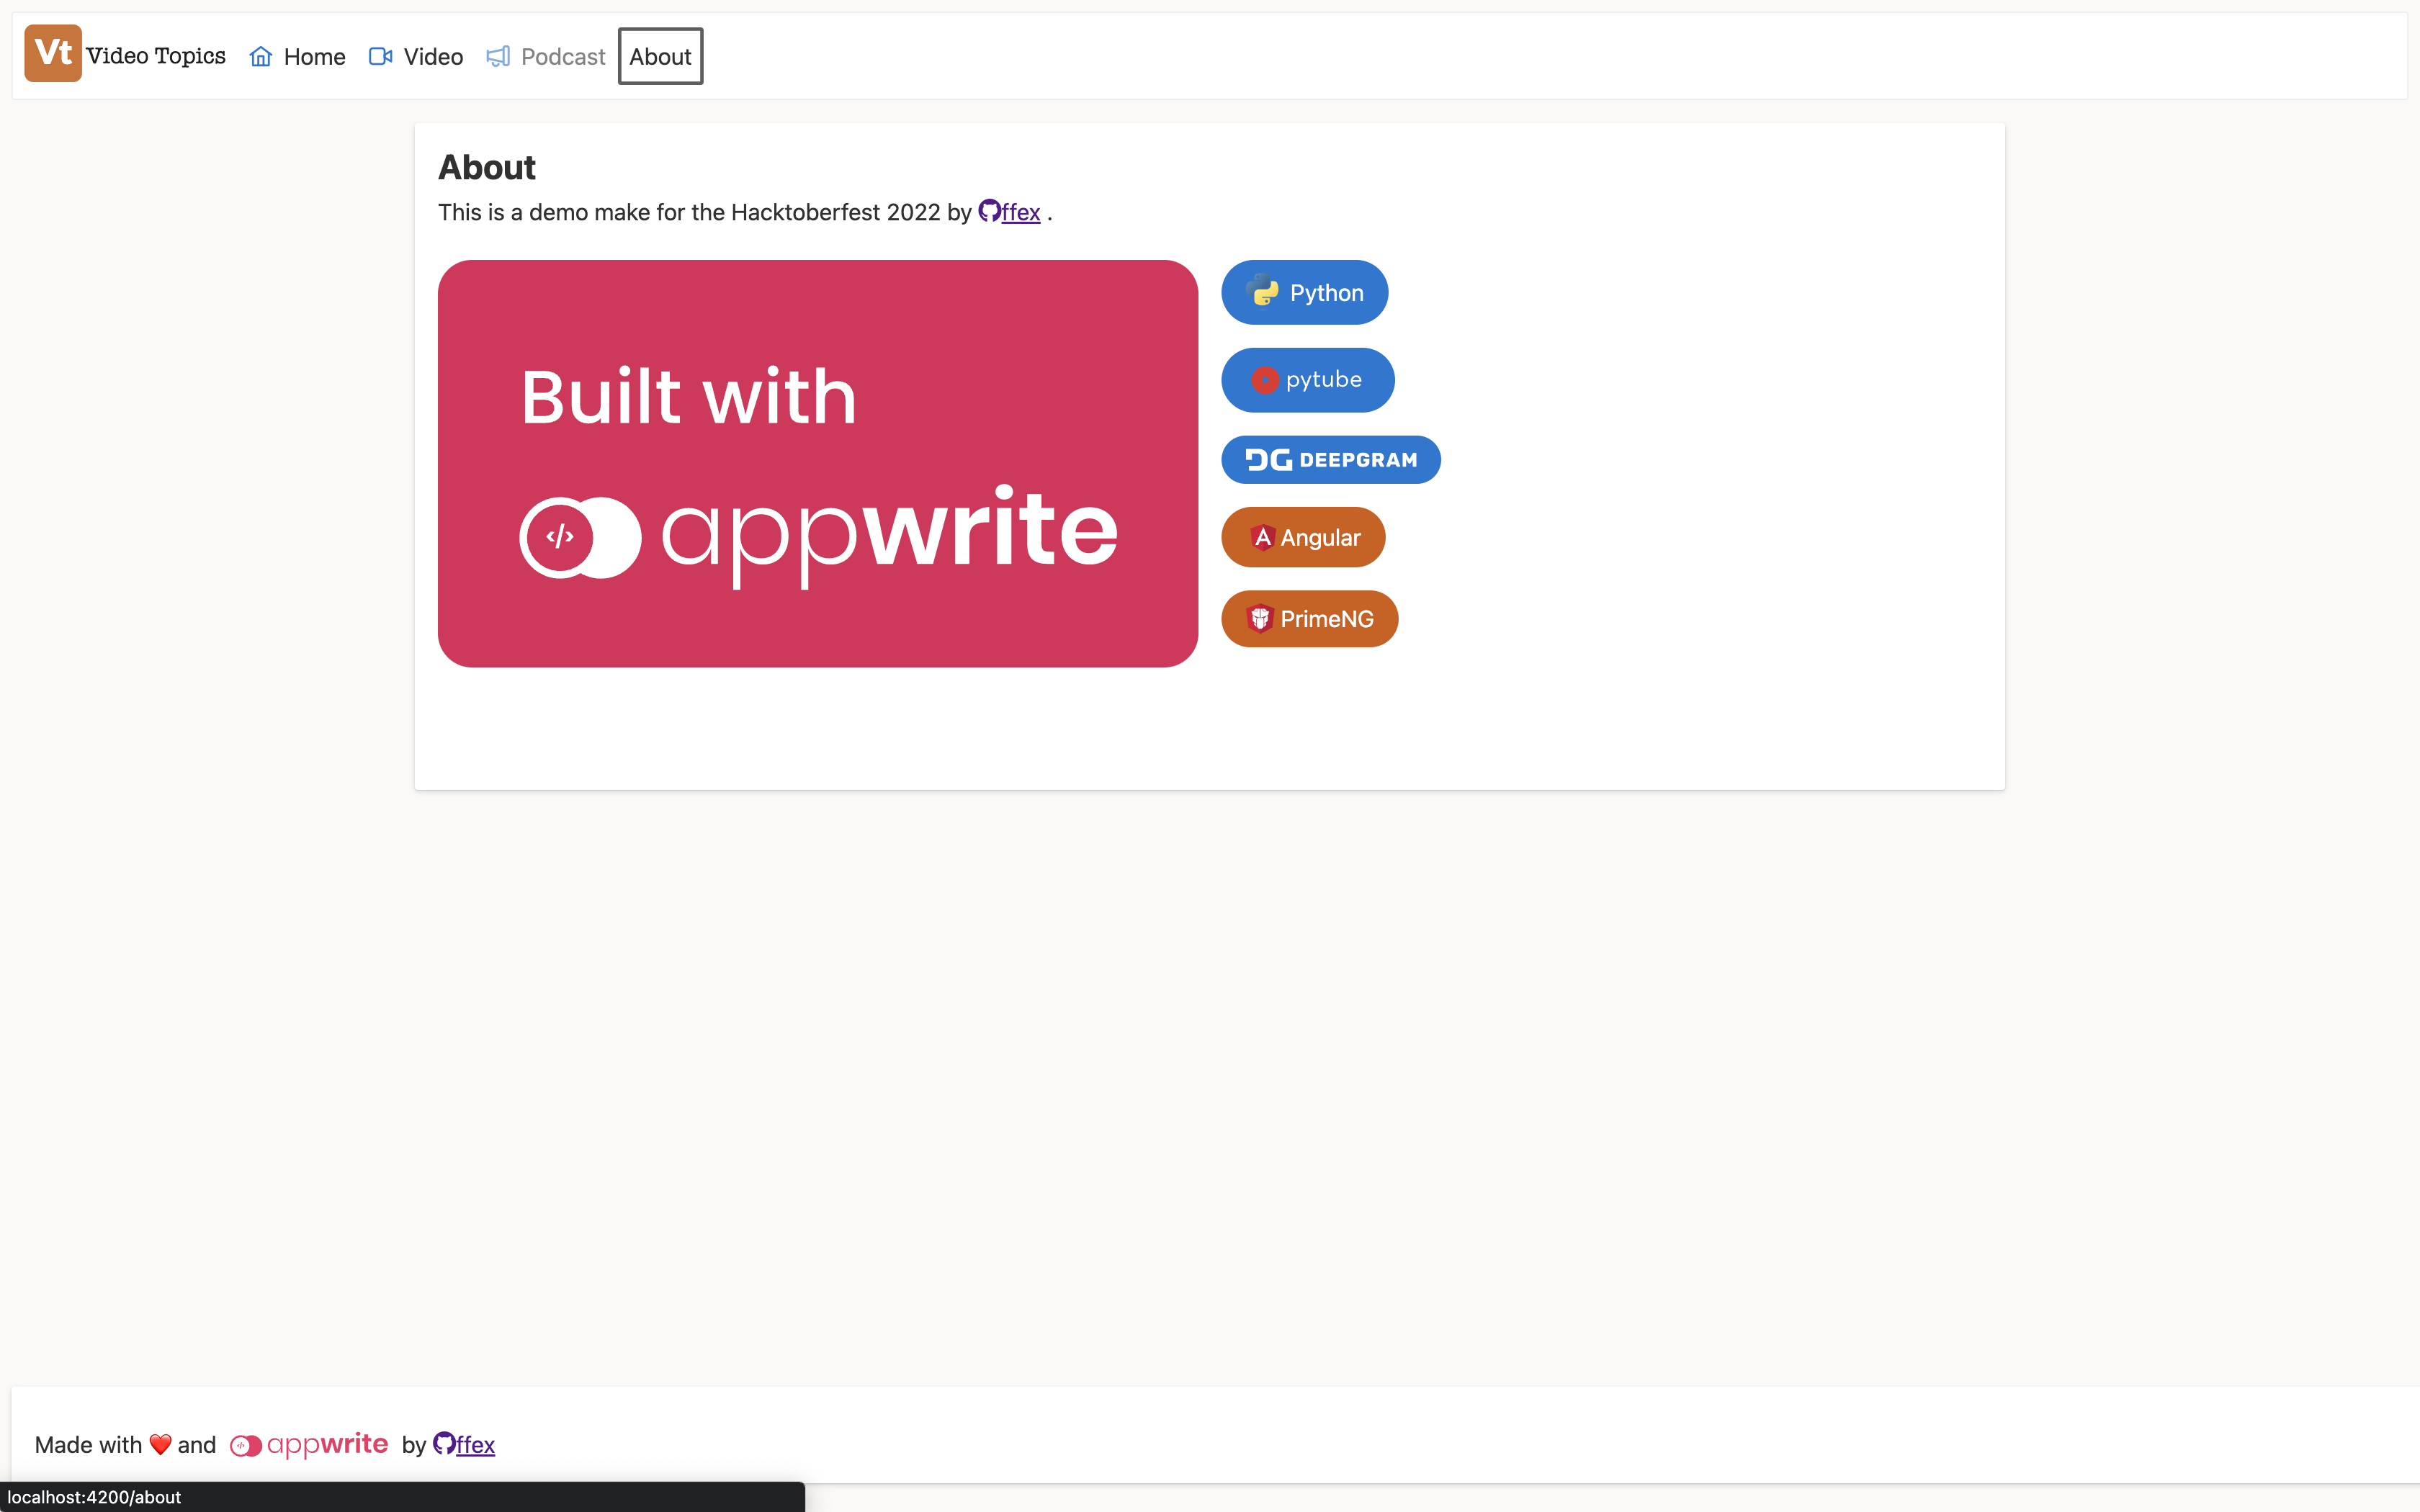 Vt Video Topics Home Video Podcast About
About
This is a demo make for the Hacktoberfest 2022 by ffex .
Built with
</> appwrite
Python
pytube
DG DEEPGRAM
A Angular
PrimeNG
Made with ❤️ and appwrite by ffex
localhost:4200/about